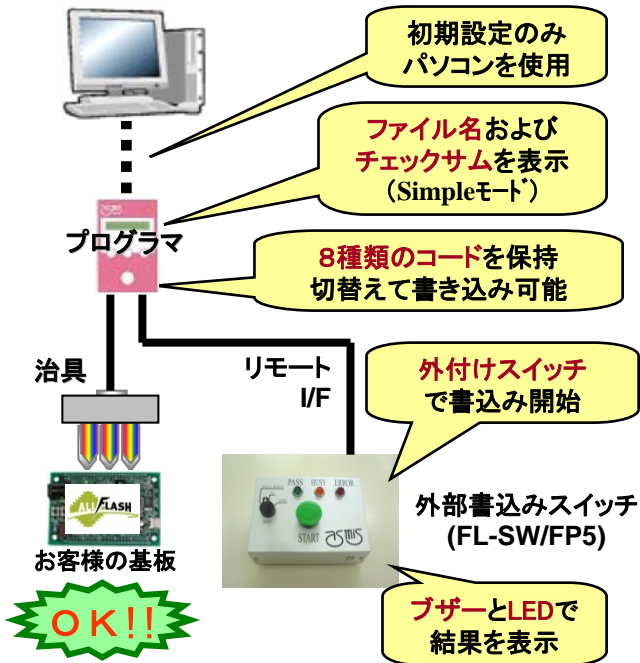 初期設定のみ
パソコンを使用
ファイル名および
チェックサムを表示
(Simpleモード)
プログラマ
8種類のコードを保持
切替えて書き込み可能
治具
リモート
I/F
外付けスイッチ
で書込み開始
PASS BUSY ERROR
START
asmis
ALL FLASH
お客様の基板
外部書込みスイッチ
(FL-SW/FP5)
OK!!
ブザーとLEDで
結果を表示